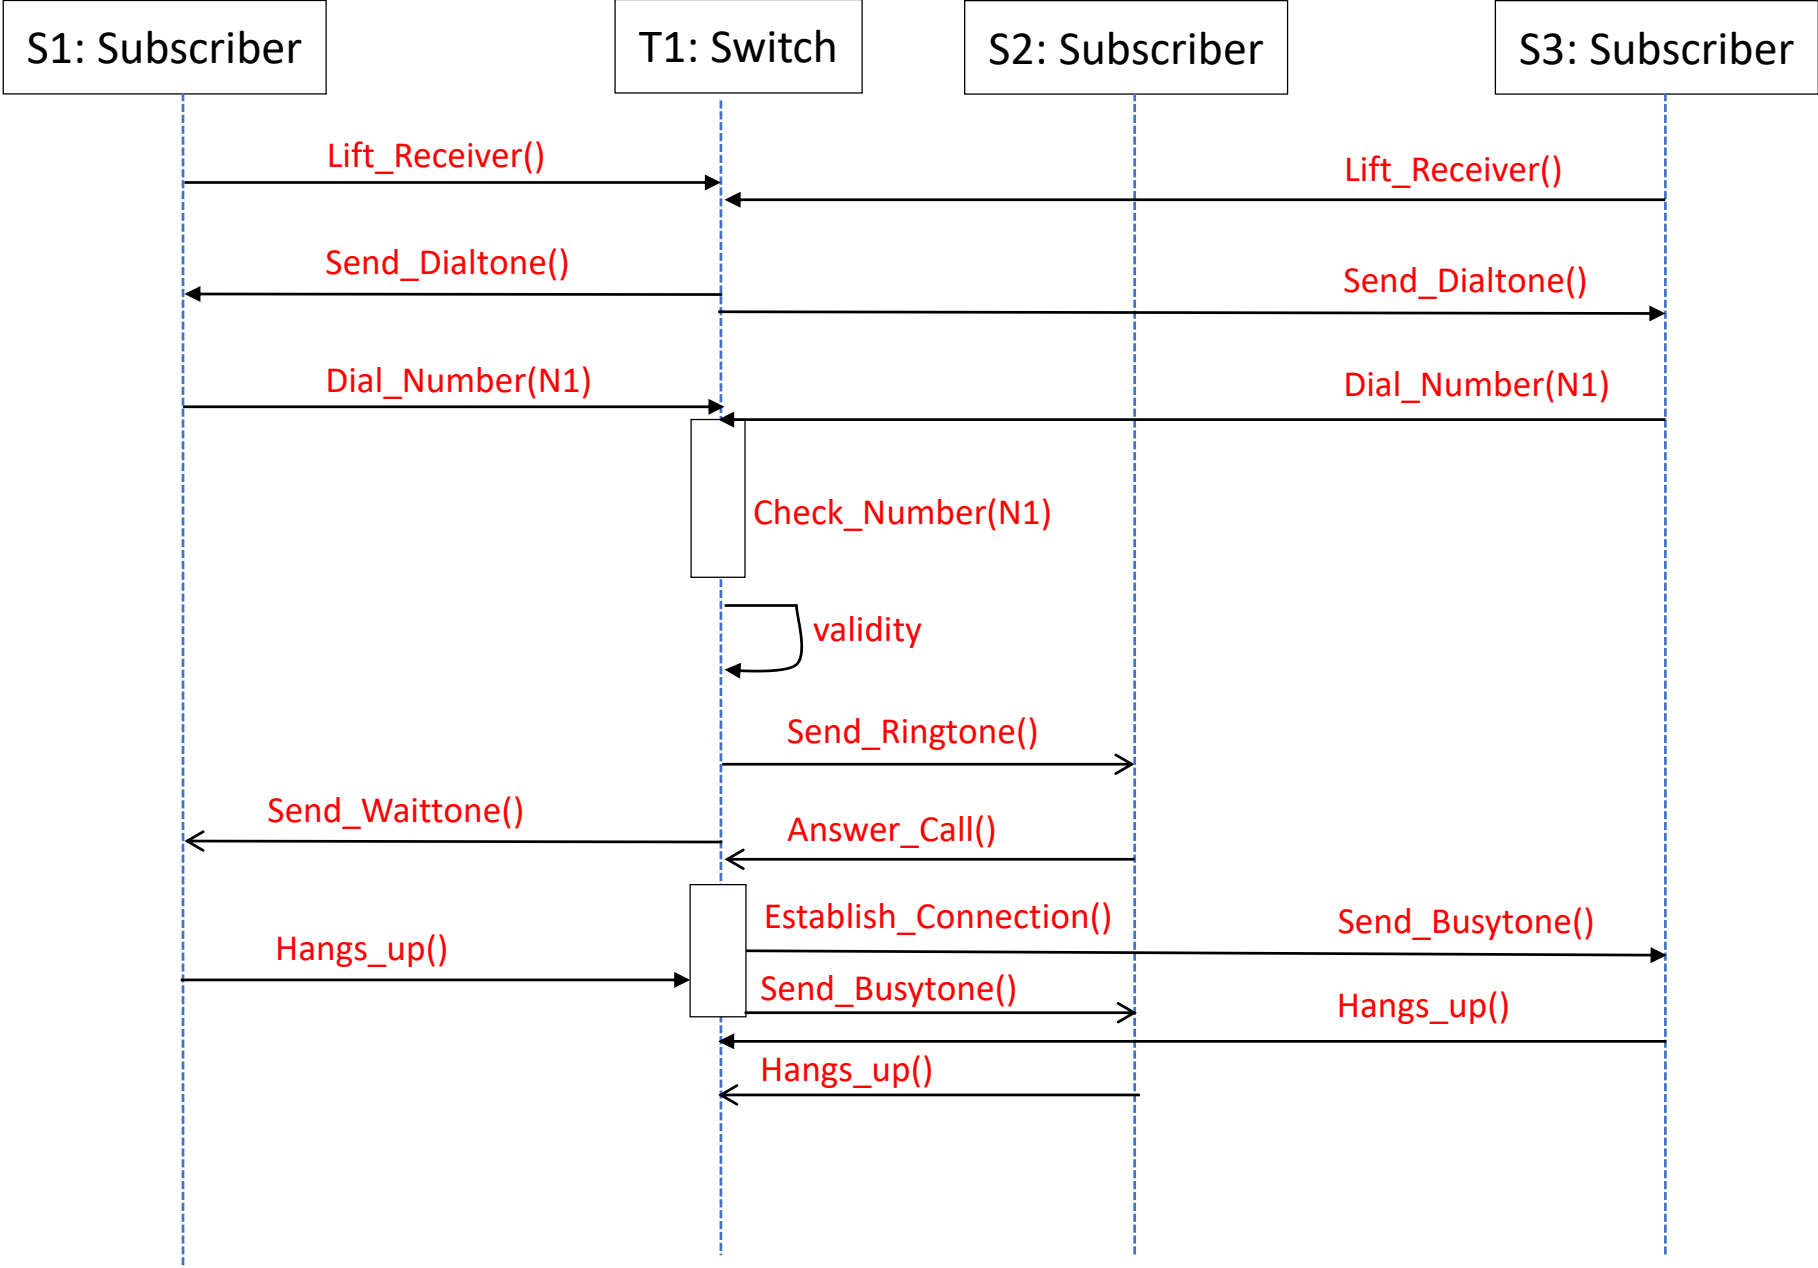 S1: Subscriber
T1: Switch
S2: Subscriber
S3: Subscriber
Lift_Receiver()
Lift_Receiver()
Send_Dialtone()
Send_Dialtone()
Dial_Number(N1)
Dial_Number(N1)
Check_Number(N1)
validity
Send_Ringtone()
Send_Waittone()
Answer_Call()
Establish_Connection()
Send_Busytone()
Hangs_up()
Send_Busytone()
Hangs_up()
Hangs_up()